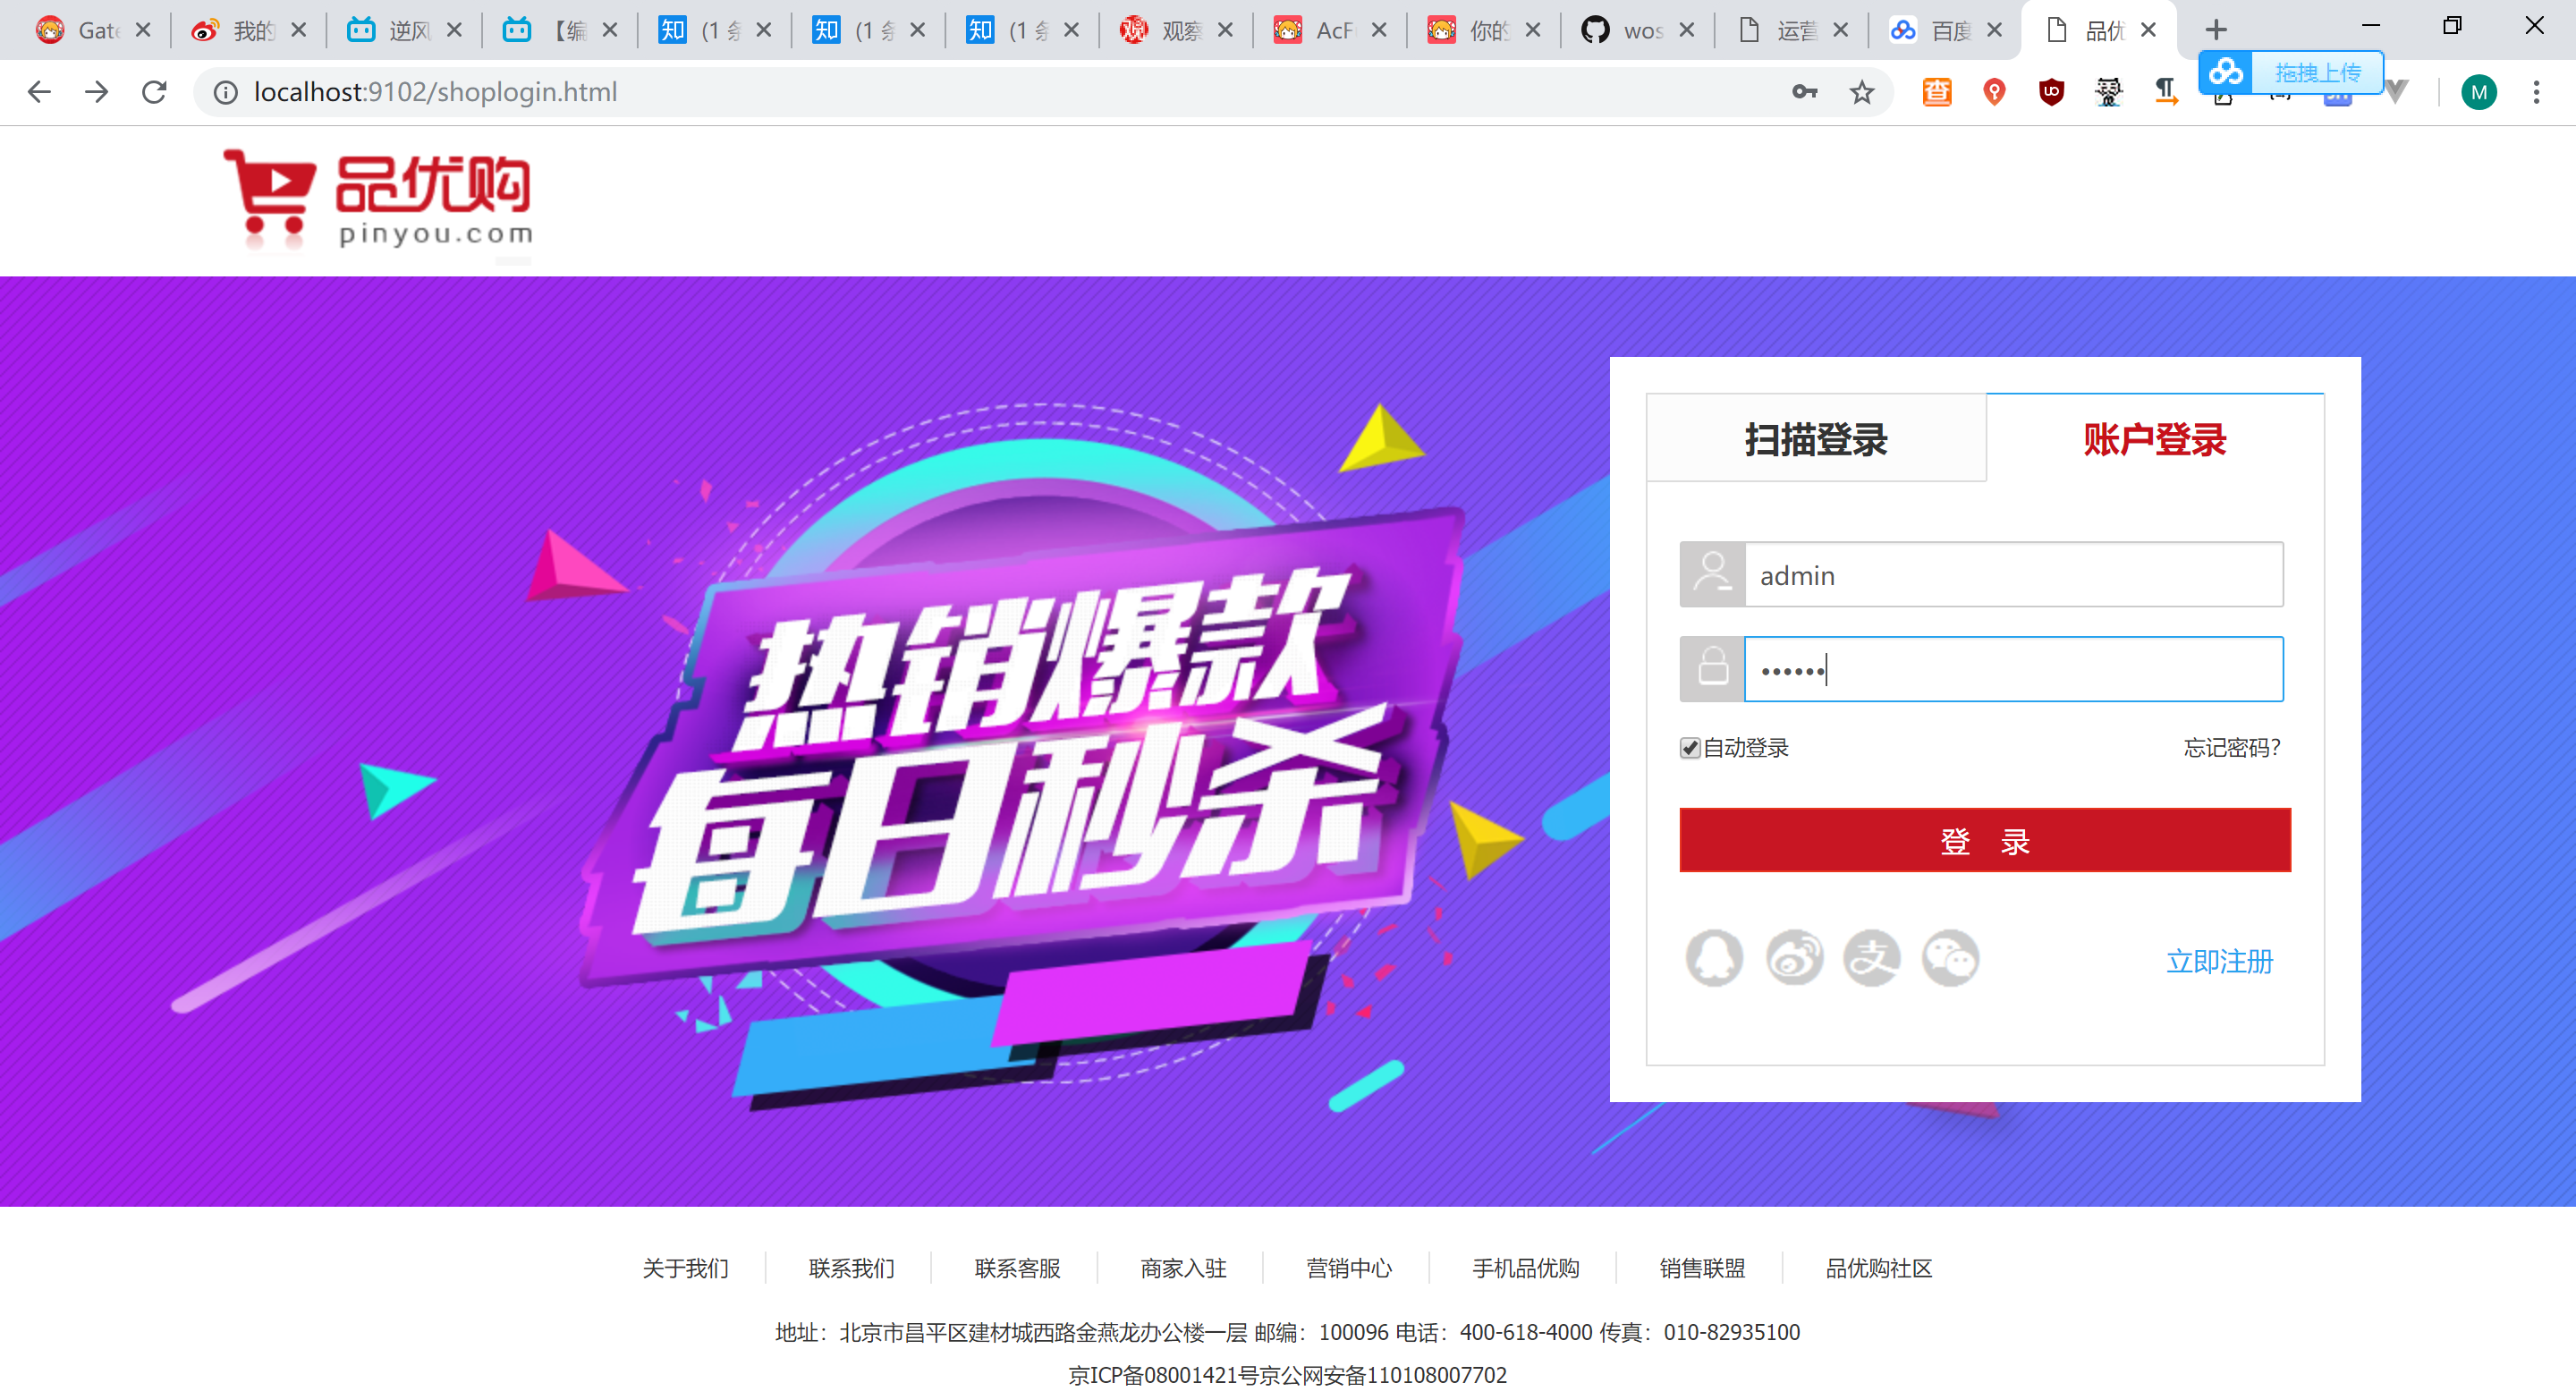 Gate
我的
逆风
【编
(1 条
(1 条
(1 条
观察
AcF
你的
wos
运营
百度
品优
localhost:9102/shoplogin.html
拖拽上传
M
品优购
pinyou.com
热销爆款
每日秒杀
扫描登录
账户登录
admin
自动登录
忘记密码?
登 录
立即注册
关于我们
联系我们
联系客服
商家入驻
营销中心
手机品优购
销售联盟
品优购社区
地址：北京市昌平区建材城西路金燕龙办公楼一层 邮编：100096 电话：400-618-4000 传真：010-82935100
京ICP备08001421号京公网安备110108007702